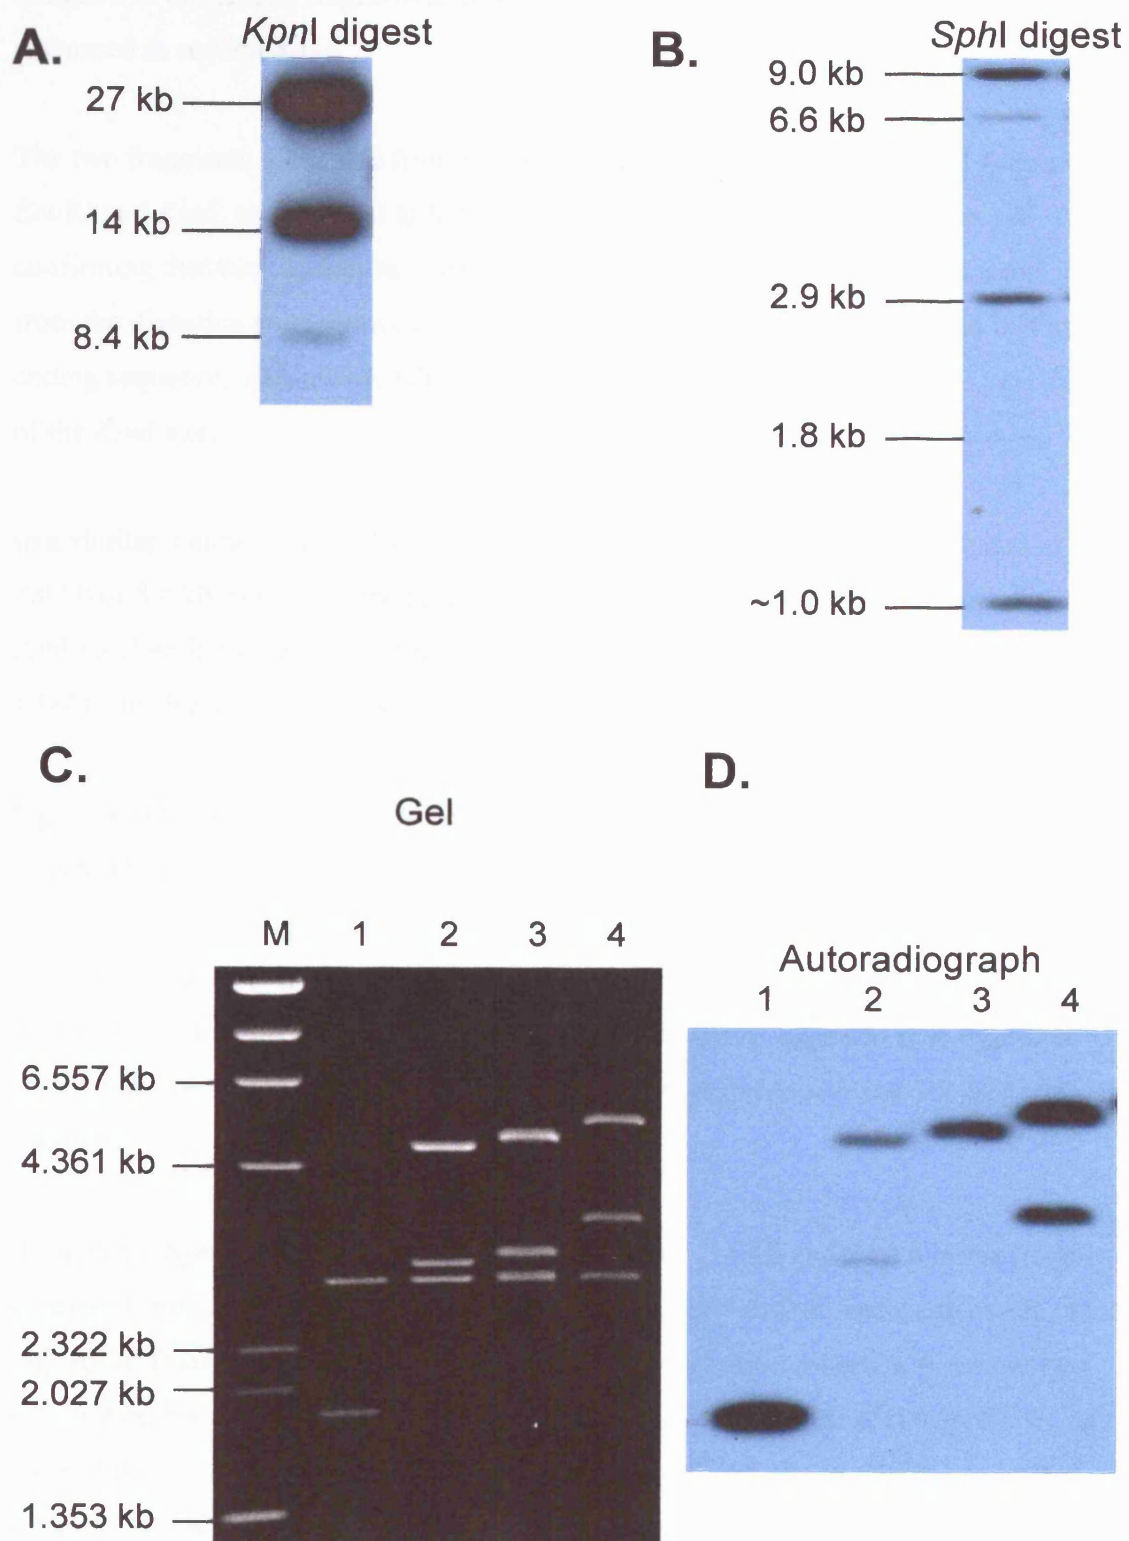 A.
KpnI digest
27 kb
14 kb
8.4 kb
B.
SphI digest
9.0 kb
6.6 kb
2.9 kb
1.8 kb
~1.0 kb
C.
Gel
M 1 2 3 4
6.557 kb
4.361 kb
2.322 kb
2.027 kb
1.353 kb
D.
Autoradiograph
1 2 3 4